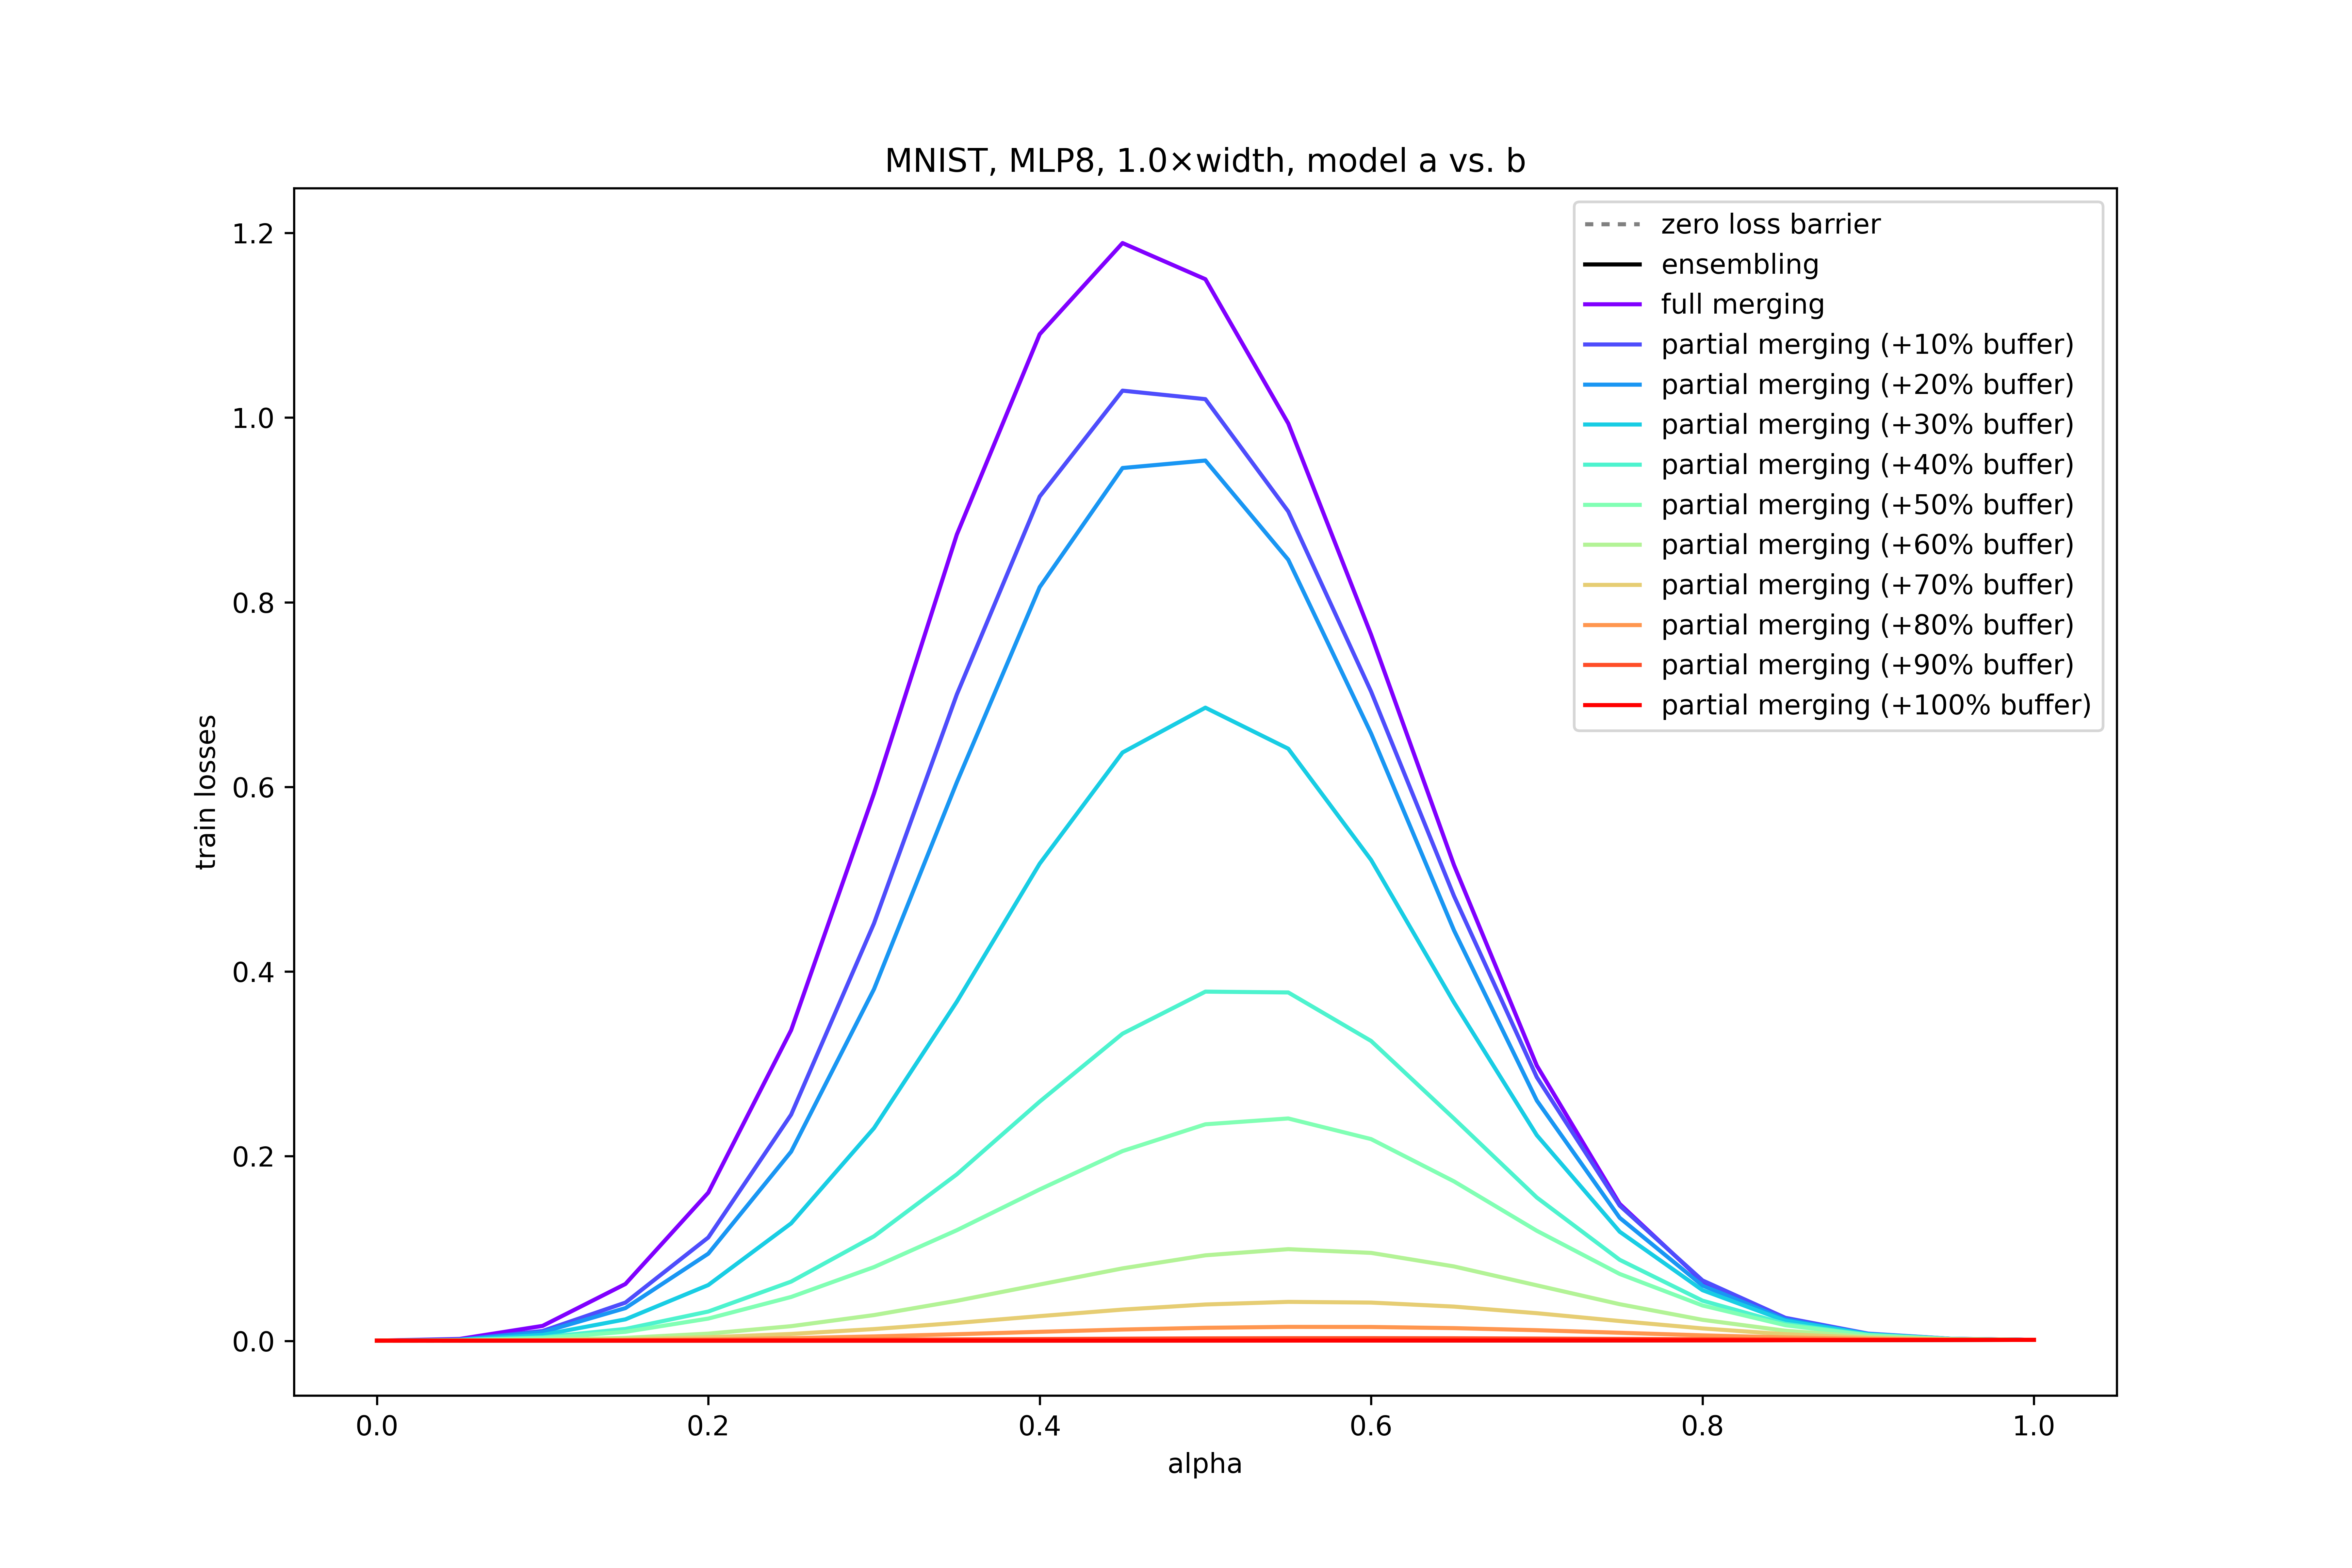 MNIST, MLP8, 1.0×width, model a vs. b
1.2
1.0
0.8
0.6
0.4
0.2
0.0
train losses
zero loss barrier
ensembling
full merging
partial merging (+10% buffer)
partial merging (+20% buffer)
partial merging (+30% buffer)
partial merging (+40% buffer)
partial merging (+50% buffer)
partial merging (+60% buffer)
partial merging (+70% buffer)
partial merging (+80% buffer)
partial merging (+90% buffer)
partial merging (+100% buffer)
0.0 0.2 0.4 0.6 0.8 1.0
alpha